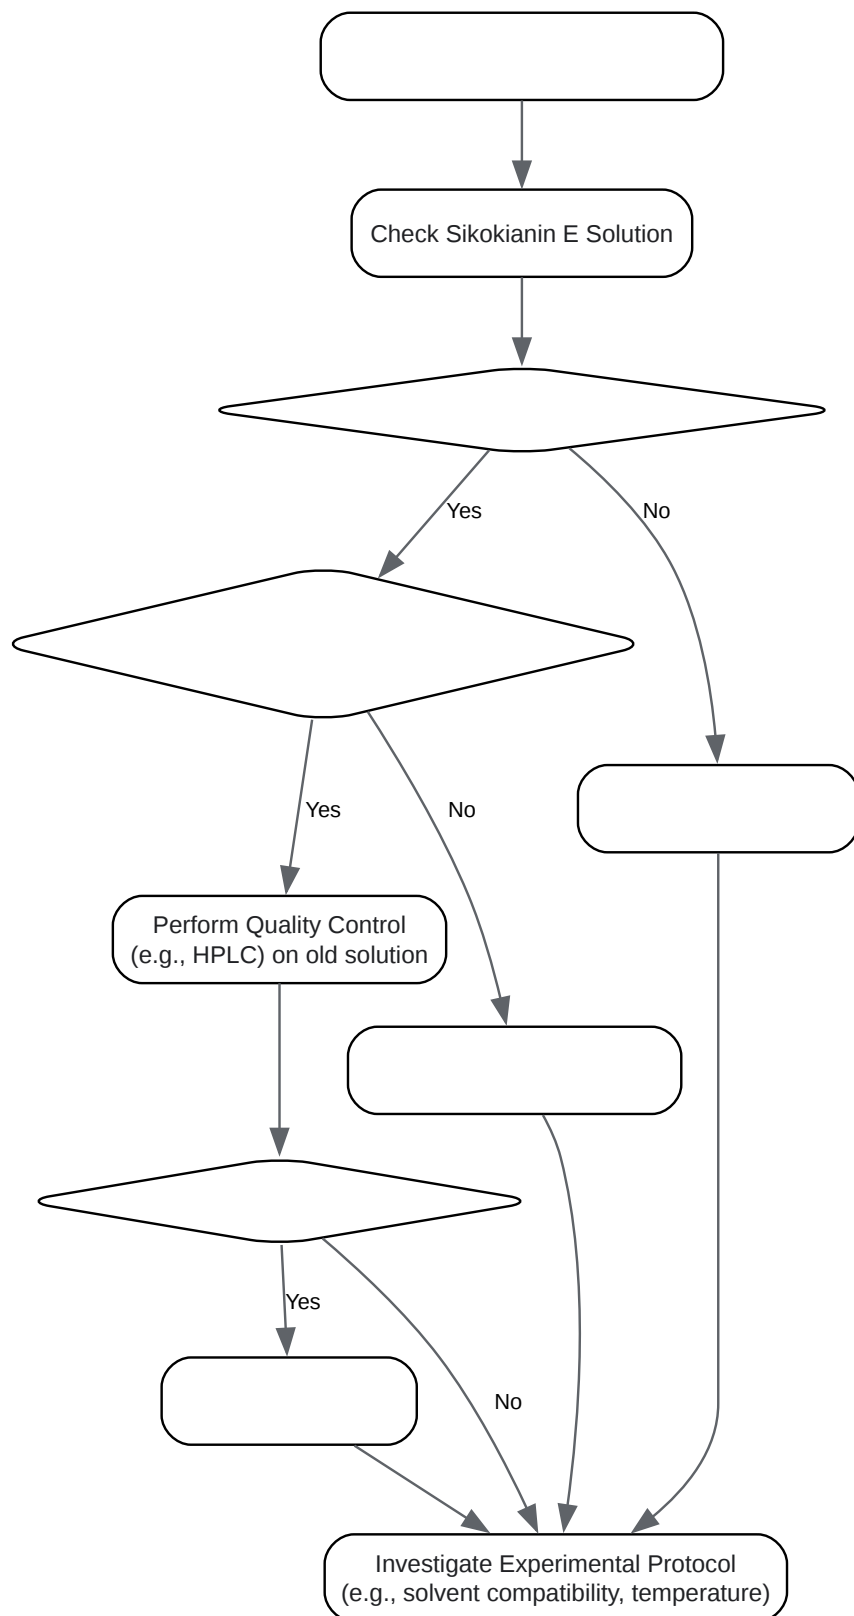 Check Sikokianin E Solution
Yes
No
Yes
No
Perform Quality Control
(e.g., HPLC) on old solution
Yes
No
Investigate Experimental Protocol
(e.g., solvent compatibility, temperature)